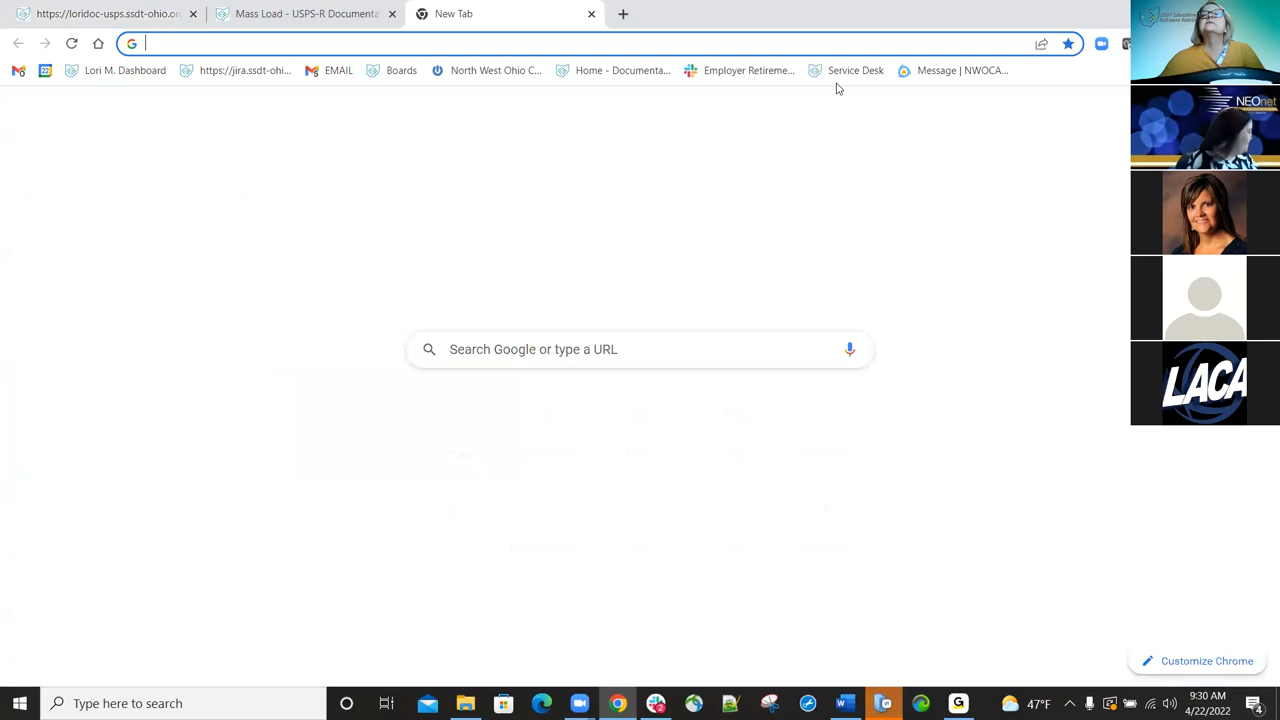 https://loridoc-usps.ssdt-ohio.or
Mass Load - USPS-R Documenta
New Tab
Lori M. Dashboard
https://jira.ssdt-ohi...
EMAIL
Boards
North West Ohio C...
Home - Documenta...
Employer Retireme...
Service Desk
Message | NWOCA...
Search Google or type a URL
NEOnet
LACA
Customize Chrome
Type here to search
47°F
9:30 AM
4/22/2022